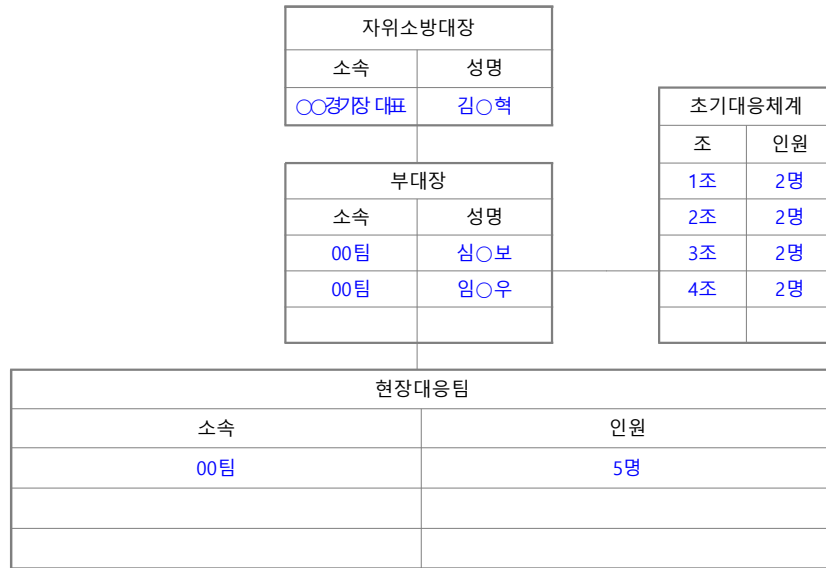 자위소방대장
소속 성명
○○경기장 대표 김○혁
초기대응체계
조 인원
1조 2명
2조 2명
3조 2명
4조 2명
부대장
소속 성명
00팀 심○보
00팀 임○우
현장대응팀
소속 인원
00팀 5명